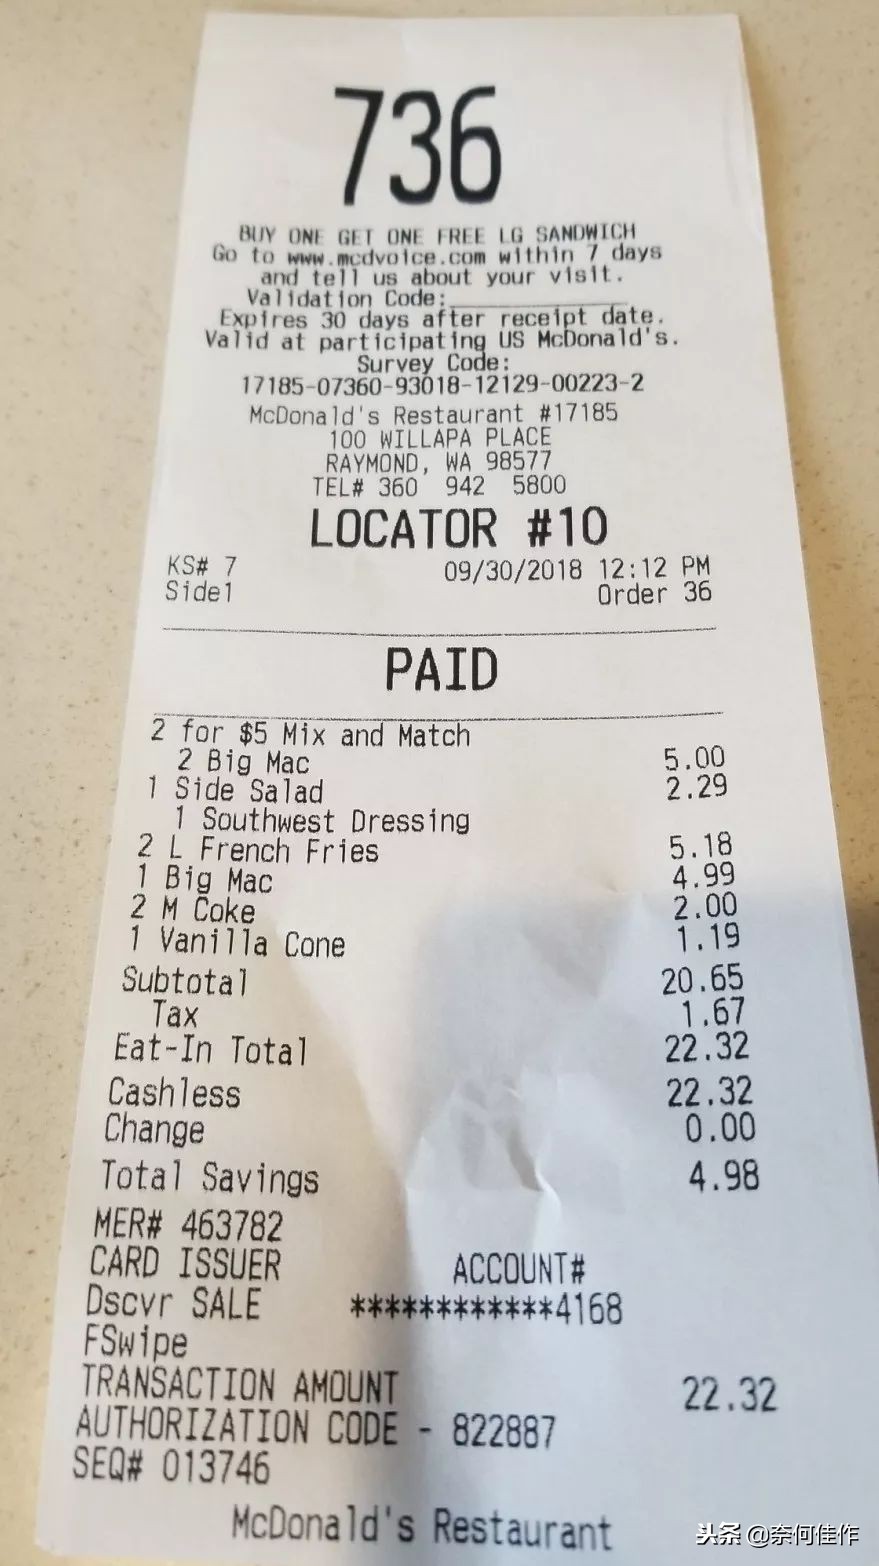 736
BUY ONE GET ONE FREE LG SANDWICH
Go to www.mcdvoice.com within 7 days
and tell us about your visit.
Validation Code:
Expires 30 days after receipt date.
Valid at participating US McDonald's.
Survey Code:
17185-07360-93018-12129-00223-2
McDonald's Restaurant #17185
100 WILLAPA PLACE
RAYMOND, WA 98577
TEL# 360 942 5800
LOCATOR #10
KS# 7 09/30/2018 12:12 PM
Side1 Order 36
PAID
2 for $5 Mix and Match
2 Big Mac 5.00
1 Side Salad 2.29
1 Southwest Dressing
2 L French Fries 5.18
1 Big Mac 4.99
2 M Coke 2.00
1 Vanilla Cone 1.19
Subtotal 20.65
Tax 1.67
Eat-In Total 22.32
Cashless 22.32
Change 0.00
Total Savings 4.98
MER# 463782
CARD ISSUER ACCOUNT#
Dscvr SALE ************4168
FSwipe
TRANSACTION AMOUNT 22.32
AUTHORIZATION CODE - 822887
SEQ# 013746
McDonald's Restaurant
头条 @奈何佳作